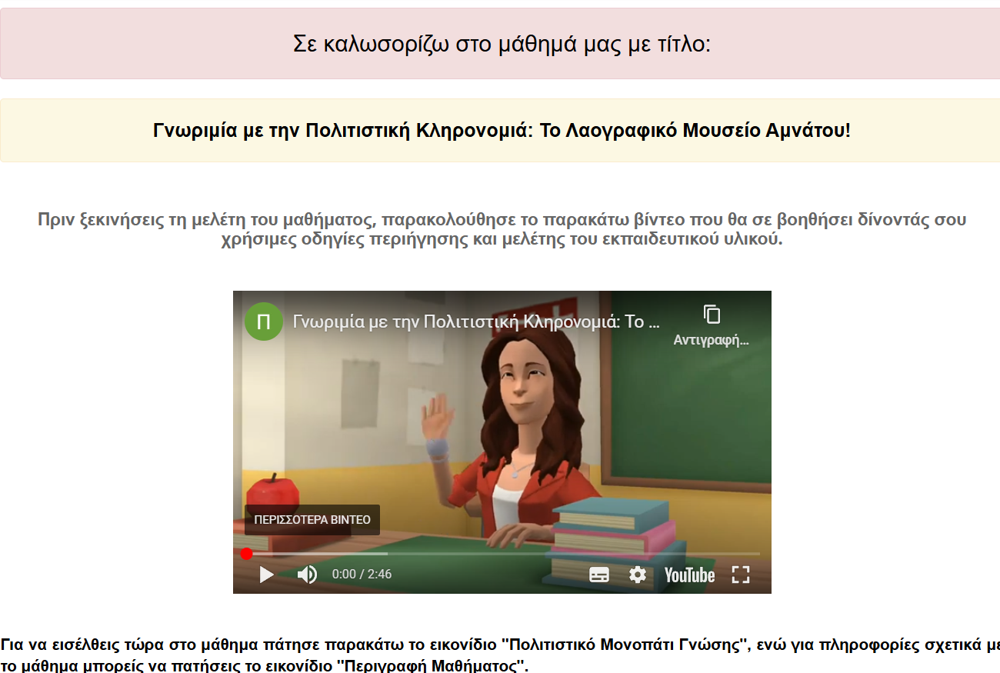 Σε καλωσορίζω στο μάθημά μας με τίτλο:
Γνωριμία με την Πολιτιστική Κληρονομιά: Το Λαογραφικό Μουσείο Αμνάτου!
Πριν ξεκινήσεις τη μελέτη του μαθήματος, παρακολούθησε το παρακάτω βίντεο που θα σε βοηθήσει δίνοντάς σου
χρήσιμες οδηγίες περιήγησης και μελέτης του εκπαιδευτικού υλικού.
Π
Γνωριμία με την Πολιτιστική Κληρονομιά: Το ...
Αντιγραφή...
ΠΕΡΙΣΣΟΤΕΡΑ ΒΙΝΤΕΟ
0:00 / 2:46
YouTube
Για να εισέλθεις τώρα στο μάθημα πάτησε παρακάτω το εικονίδιο "Πολιτιστικό Μονοπάτι Γνώσης", ενώ για πληροφορίες σχετικά με
το μάθημα μπορείς να πατήσεις το εικονίδιο "Περιγραφή Μαθήματος".